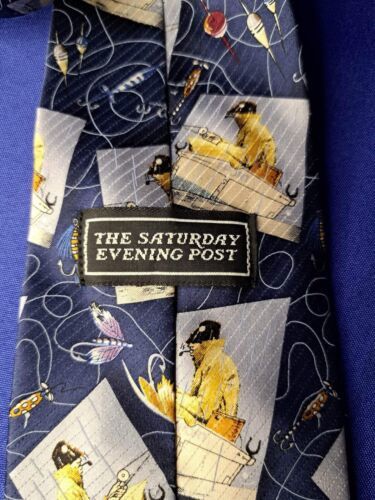 THE SATURDAY
EVENING POST